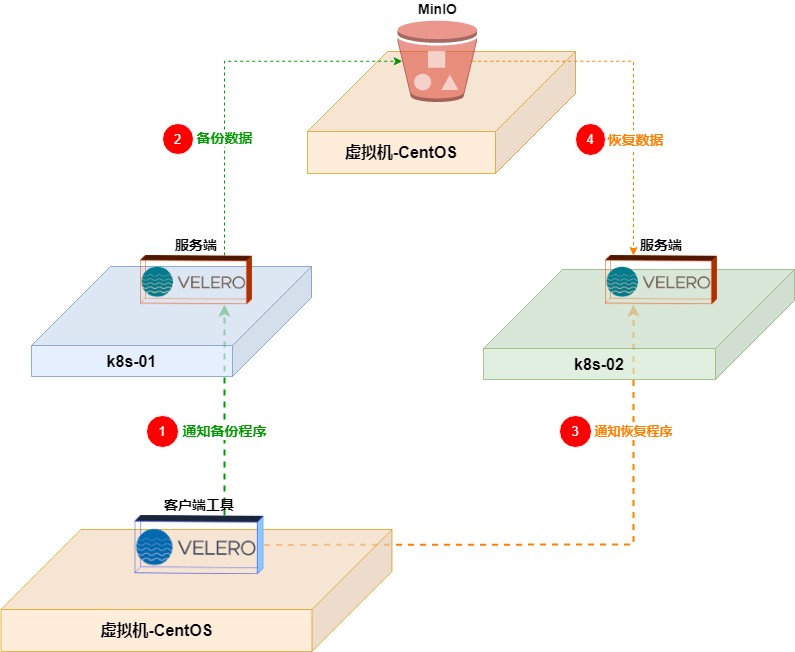 MinIO
虚拟机-CentOS
2
备份数据
4
恢复数据
服务端
VELERO
k8s-01
服务端
VELERO
k8s-02
1
通知备份程序
3
通知恢复程序
客户端工具
VELERO
虚拟机-CentOS